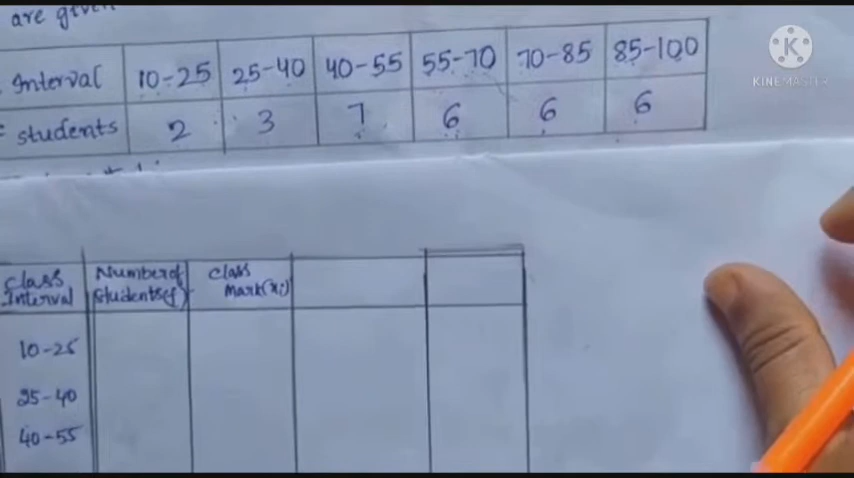 are given
Interval 10-25 25-40 40-55 55-70 70-85 85-100
students 2 3 7 6 6 6
K
KINEMASTER
Class Interval Number of Students(f) Class Mark(xi)
10-25
25-40
40-55